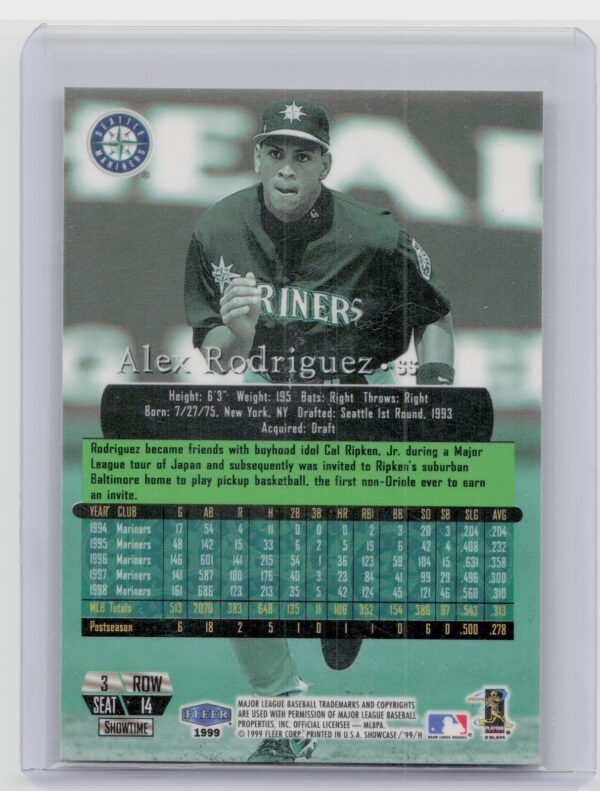 SEATTLE
MARINERS
®
RINERS
Alex Rodriguez • SS
Height: 6'3" Weight: 195 Bats: Right Throws: Right
Born: 7/27/75, New York, NY Drafted: Seattle 1st Round, 1993
Acquired: Draft
Rodriguez became friends with boyhood idol Cal Ripken, Jr. during a Major
League tour of Japan and subsequently was invited to Ripken's suburban
Baltimore home to play pickup basketball, the first non-Oriole ever to earn
an invite.
YEAR CLUB G AB R H 2B 3B HR RBI BB SO SB SLG AVG
1994 Mariners 17 54 4 11 0 0 0 2 3 20 3 .204 .204
1995 Mariners 48 142 15 33 6 2 5 19 6 42 4 .408 .232
1996 Mariners 146 601 141 215 54 1 36 123 59 104 15 .631 .358
1997 Mariners 141 587 100 176 40 3 23 84 41 99 29 .496 .300
1998 Mariners 161 686 123 213 35 5 42 124 45 121 46 .560 .310
MLB Totals 513 2070 383 648 135 11 106 352 154 386 97 .543 .313
Postseason 6 18 2 5 1 0 1 1 0 6 0 .500 .278
3 ROW
SEAT 14
SHOWTIME
FLEER
1999
MAJOR LEAGUE BASEBALL TRADEMARKS AND COPYRIGHTS
ARE USED WITH PERMISSION OF MAJOR LEAGUE BASEBALL
PROPERTIES, INC. OFFICIAL LICENSEE — MLBPA.
© 1999 FLEER CORP. PRINTED IN U.S.A. SHOWCASE/'99/H